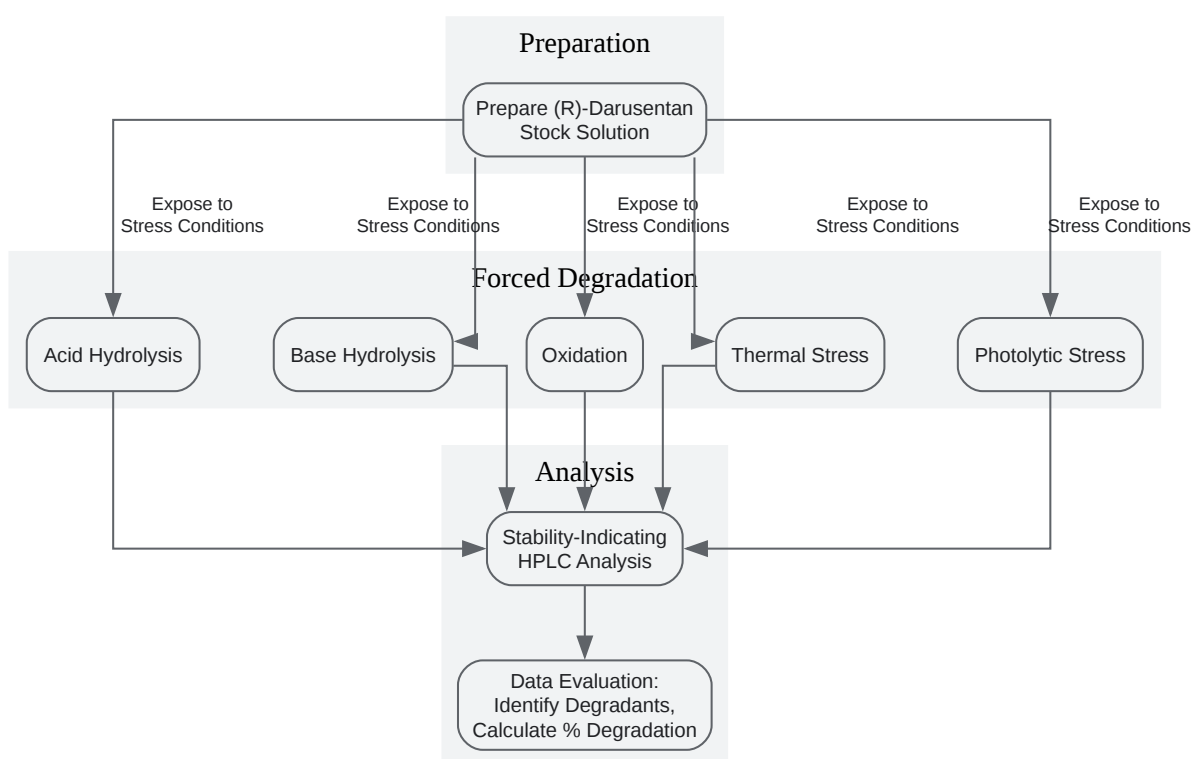 Preparation
Prepare (R)-Darusentan
Stock Solution
Expose to
Stress Conditions
Expose to
Stress Conditions
Expose to
Stress Conditions
Expose to
Stress Conditions
Expose to
Stress Conditions
Forced Degradation
Acid Hydrolysis
Base Hydrolysis
Oxidation
Thermal Stress
Photolytic Stress
Analysis
Stability-Indicating
HPLC Analysis
Data Evaluation:
Identify Degradants,
Calculate % Degradation